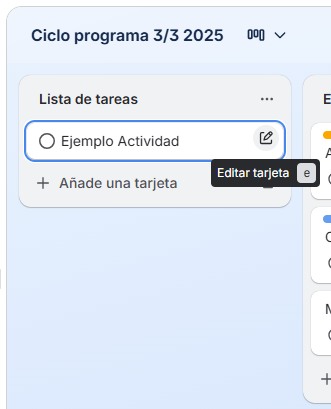 Ciclo programa 3/3 2025
Lista de tareas
Ejemplo Actividad
Editar tarjeta e
Añade una tarjeta